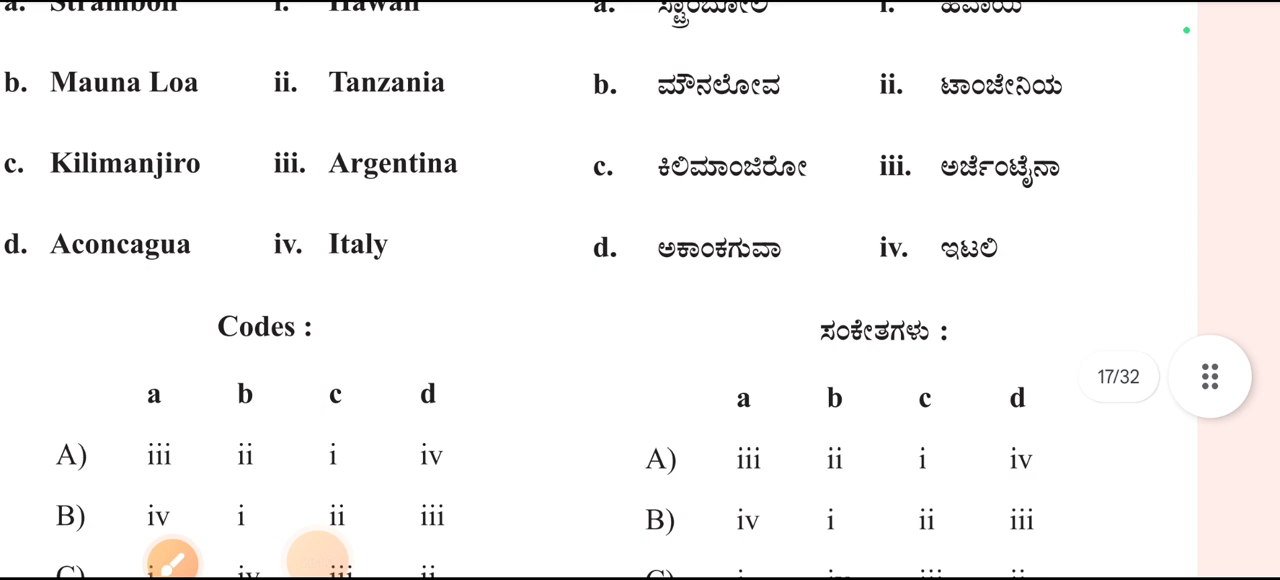 b. Mauna Loa ii. Tanzania b. ಮೌನಲೋವ ii. ಟಾಂಜೇನಿಯ
c. Kilimanjiro iii. Argentina c. ಕಿಲಿಮಾಂಜಿರೋ iii. ಅರ್ಜೆಂಟೈನಾ
d. Aconcagua iv. Italy d. ಅಕಾಂಕಗುವಾ iv. ಇಟಲಿ
Codes : ಸಂಕೇತಗಳು :
17/32
a b c d a b c d
A) iii ii i iv A) iii ii i iv
B) iv i ii iii B) iv i ii iii